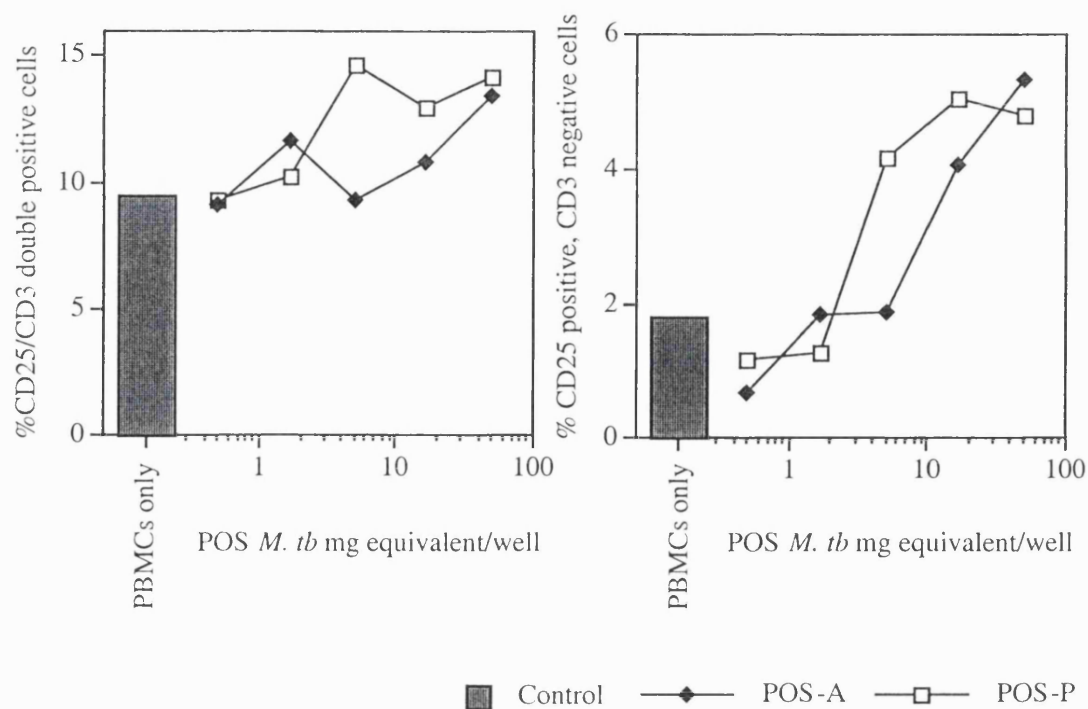 %CD25/CD3 double positive cells
15
10
5
0
PBMCs only
1
10
100
POS M. tb mg equivalent/well
% CD25 positive, CD3 negative cells
6
4
2
0
PBMCs only
1
10
100
POS M. tb mg equivalent/well
Control
POS-A
POS-P